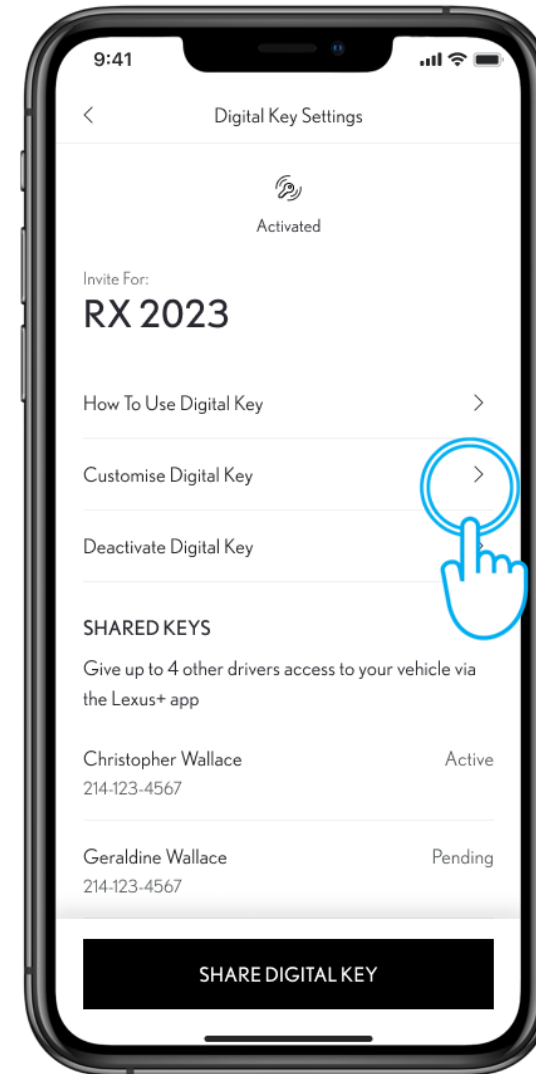 9:41
Digital Key Settings
Activated
Invite For:
RX 2023
How To Use Digital Key
Customise Digital Key
Deactivate Digital Key
SHARED KEYS
Give up to 4 other drivers access to your vehicle via
the Lexus+ app
Christopher Wallace Active
214-123-4567
Geraldine Wallace Pending
214-123-4567
SHARE DIGITAL KEY